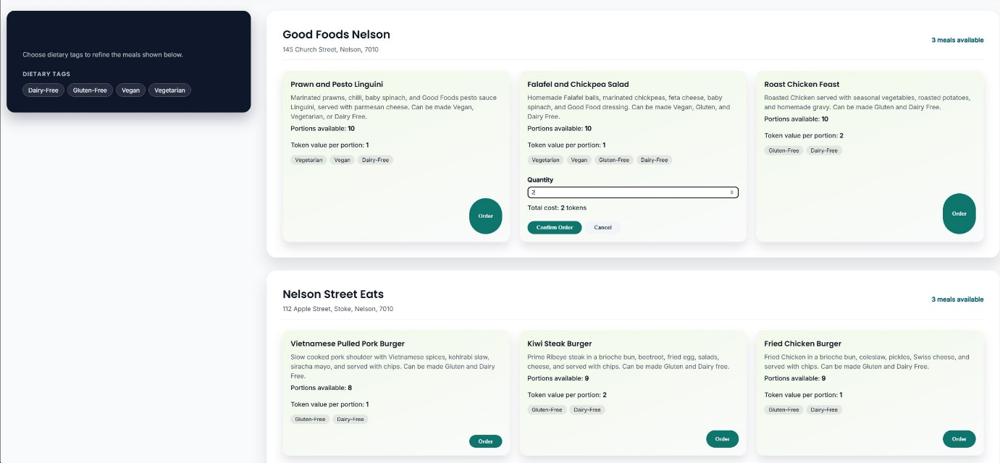 Choose dietary tags to refine the meals shown below.
DIETARY TAGS
Dairy-Free Gluten-Free Vegan Vegetarian
Good Foods Nelson
145 Church Street, Nelson, 7010
3 meals available
Prawn and Pesto Linguini
Marinated prawns, chilli, baby spinach, and Good Foods pesto sauce
Linguini, served with parmesan cheese. Can be made Vegan,
Vegetarian, or Dairy Free.
Portions available: 10
Token value per portion: 1
Vegetarian Vegan Dairy-Free
Order
Falafel and Chickpea Salad
Homemade Falafel balls, marinated chickpeas, feta cheese, baby
spinach, and Good Food dressing. Can be made Vegan, Gluten, and
Dairy Free.
Portions available: 10
Token value per portion: 1
Vegetarian Vegan Gluten-Free Dairy-Free
Quantity
2
Total cost: 2 tokens
Confirm Order Cancel
Roast Chicken Feast
Roasted Chicken served with seasonal vegetables, roasted potatoes,
and homemade gravy. Can be made Gluten and Dairy Free.
Portions available: 10
Token value per portion: 2
Gluten-Free Dairy-Free
Order
Nelson Street Eats
112 Apple Street, Stoke, Nelson, 7010
3 meals available
Vietnamese Pulled Pork Burger
Slow cooked pork shoulder with Vietnamese spices, kohlrabi slaw,
siracha mayo, and served with chips. Can be made Gluten and Dairy
Free.
Portions available: 8
Token value per portion: 1
Gluten-Free Dairy-Free
Order
Kiwi Steak Burger
Prime Ribeye steak in a brioche bun, beetroot, fried egg, salads,
cheese, and served with chips. Can be made Gluten and Dairy free.
Portions available: 9
Token value per portion: 2
Gluten-Free Dairy-Free
Order
Fried Chicken Burger
Fried Chicken in a brioche bun, coleslaw, pickles, Swiss cheese, and
served with chips. Can be made Gluten and Dairy Free.
Portions available: 9
Token value per portion: 1
Gluten-Free Dairy-Free
Order